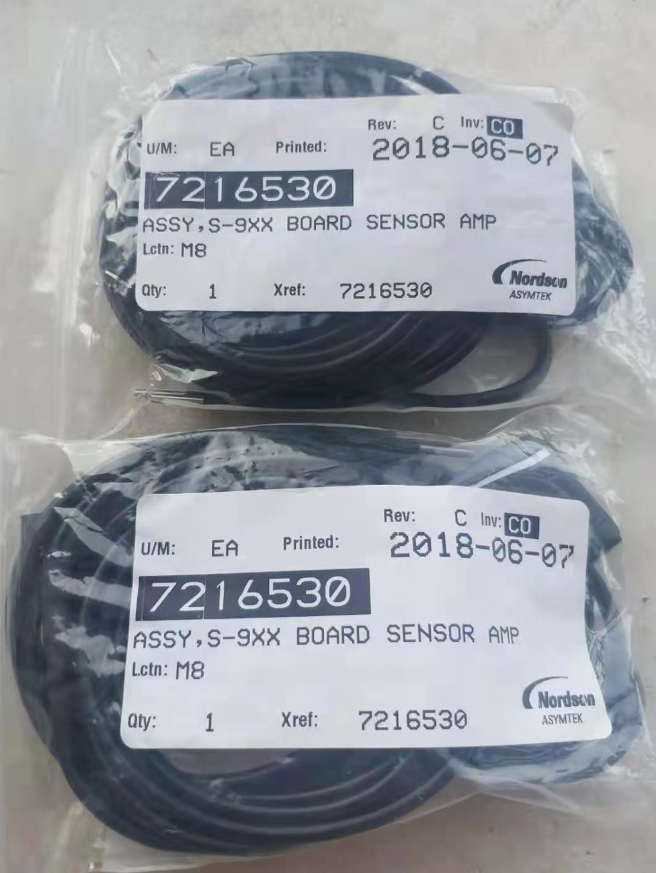 Rev: C Inv: CO
U/M: EA Printed: 2018-06-07
7216530
ASSY,S-9XX BOARD SENSOR AMP
Lctn: M8
Nordson
ASYMTEK
Qty: 1 Xref: 7216530
Rev: C Inv: CO
U/M: EA Printed: 2018-06-07
7216530
ASSY,S-9XX BOARD SENSOR AMP
Lctn: M8
Nordson
ASYMTEK
Qty: 1 Xref: 7216530